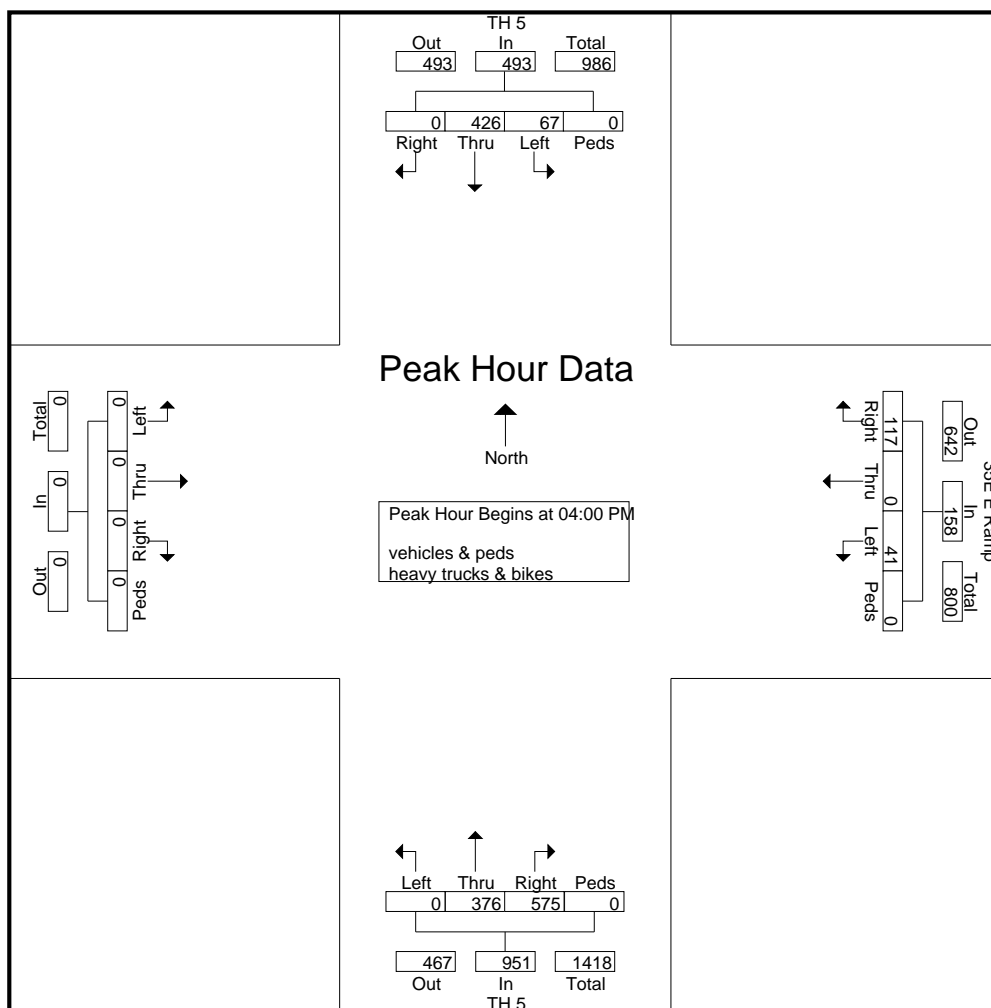 TH 5
Out In Total
493 493 986
0 426 67 0
Right Thru Left Peds
Peak Hour Data
North
Peak Hour Begins at 04:00 PM
vehicles & peds
heavy trucks & bikes
Total In Out
0 0 0
0 0 0 0
Left Thru Right Peds
35E E Ramp
Out In Total
642 158 800
117 0 41 0
Right Thru Left Peds
Left Thru Right Peds
0 376 575 0
467 951 1418
Out In Total
TH 5